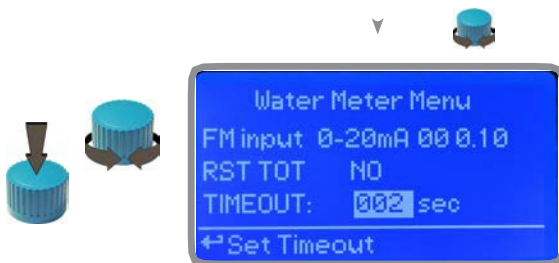 Water Meter Menu
FM input 0-20mA 00 0.10
RST TOT NO
TIMEOUT: 002 sec
↵Set Timeout